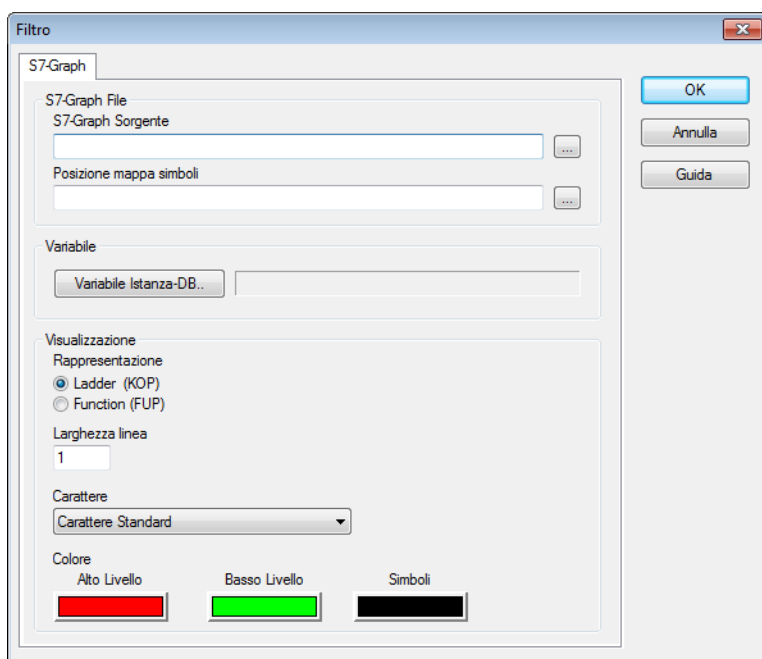 Filtro
S7-Graph
S7-Graph File
S7-Graph Sorgente
...
Posizione mappa simboli
...
OK
Annulla
Guida
Variabile
Variabile Istanza-DB..
Visualizzazione
Rappresentazione
Ladder (KOP)
Function (FUP)
Larghezza linea
1
Carattere
Carattere Standard
Colore
Alto Livello Basso Livello Simboli